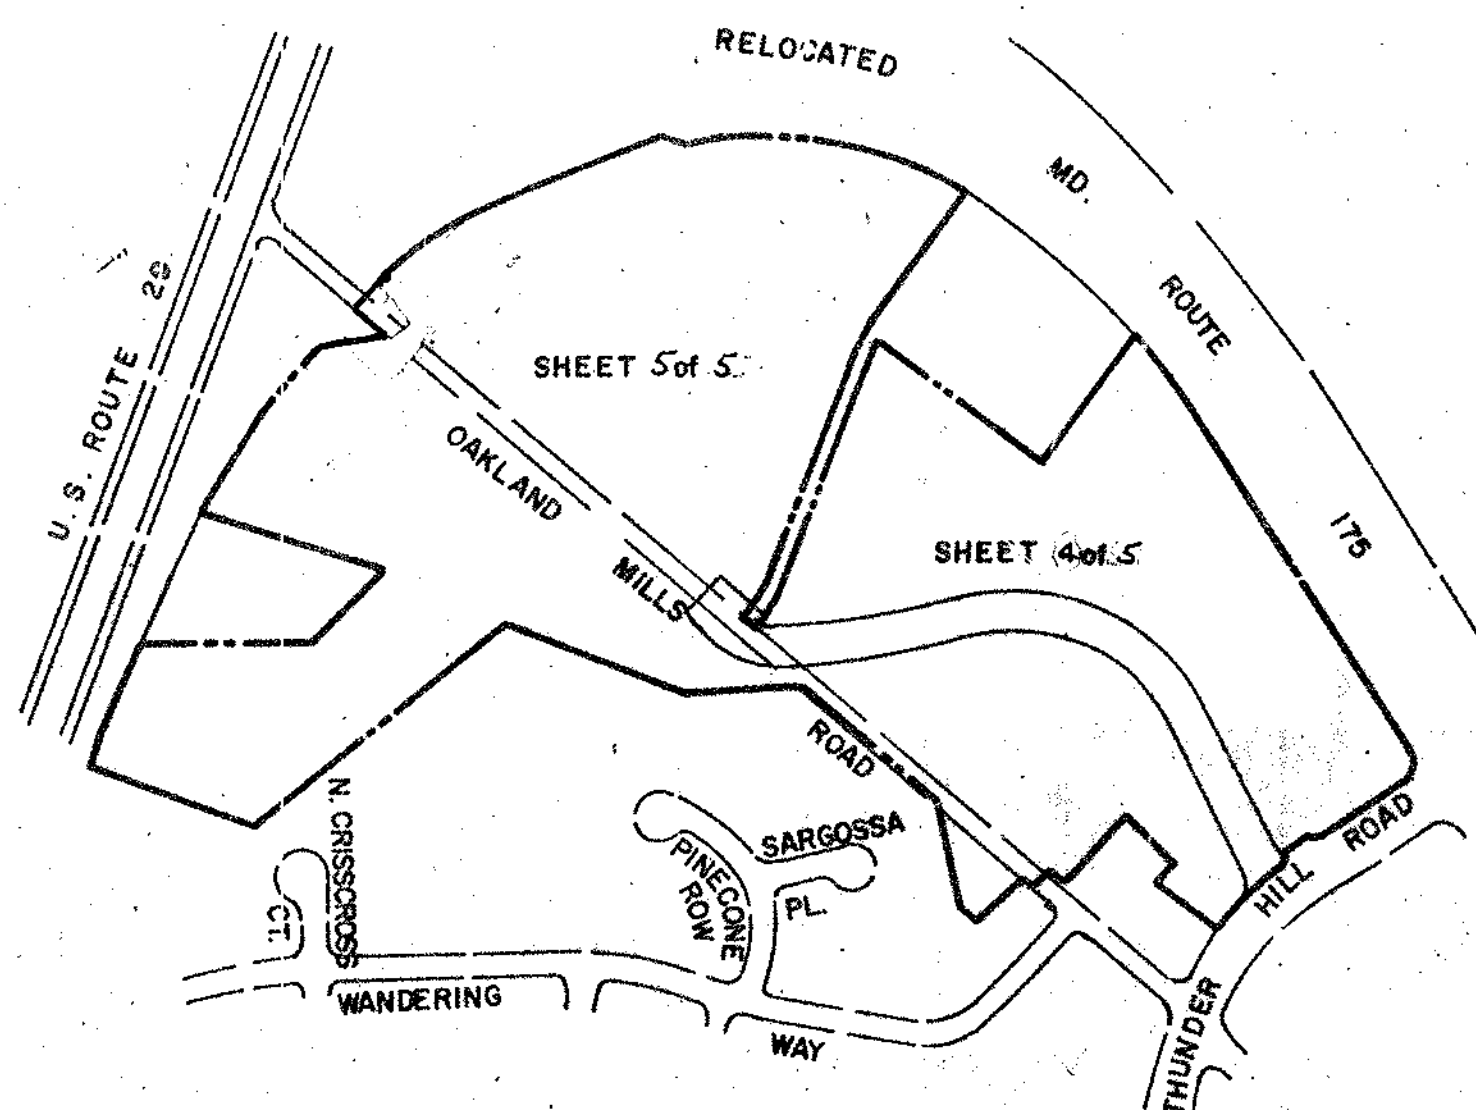 RELOCATED
MD.
ROUTE
175
U.S. ROUTE 29
SHEET 5 of 5
OAKLAND
MILLS
ROAD
SHEET 4 of 5
N. CRISSCROSS
CT.
PINECONE
ROW
SARGOSSA
PL.
WANDERING
WAY
THUNDER
HILL
ROAD